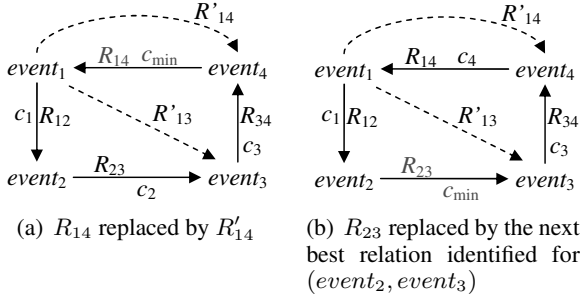 R'14
R'14
event1 R14 cmin event4
event1 R14 c4 event4
c1 R12 R'13 R34 c3
c1 R12 R'13 R34 c3
event2 R23 c2 event3
event2 R23 cmin event3
(a) R14 replaced by R′14
(b) R23 replaced by the next
best relation identified for
(event2, event3)